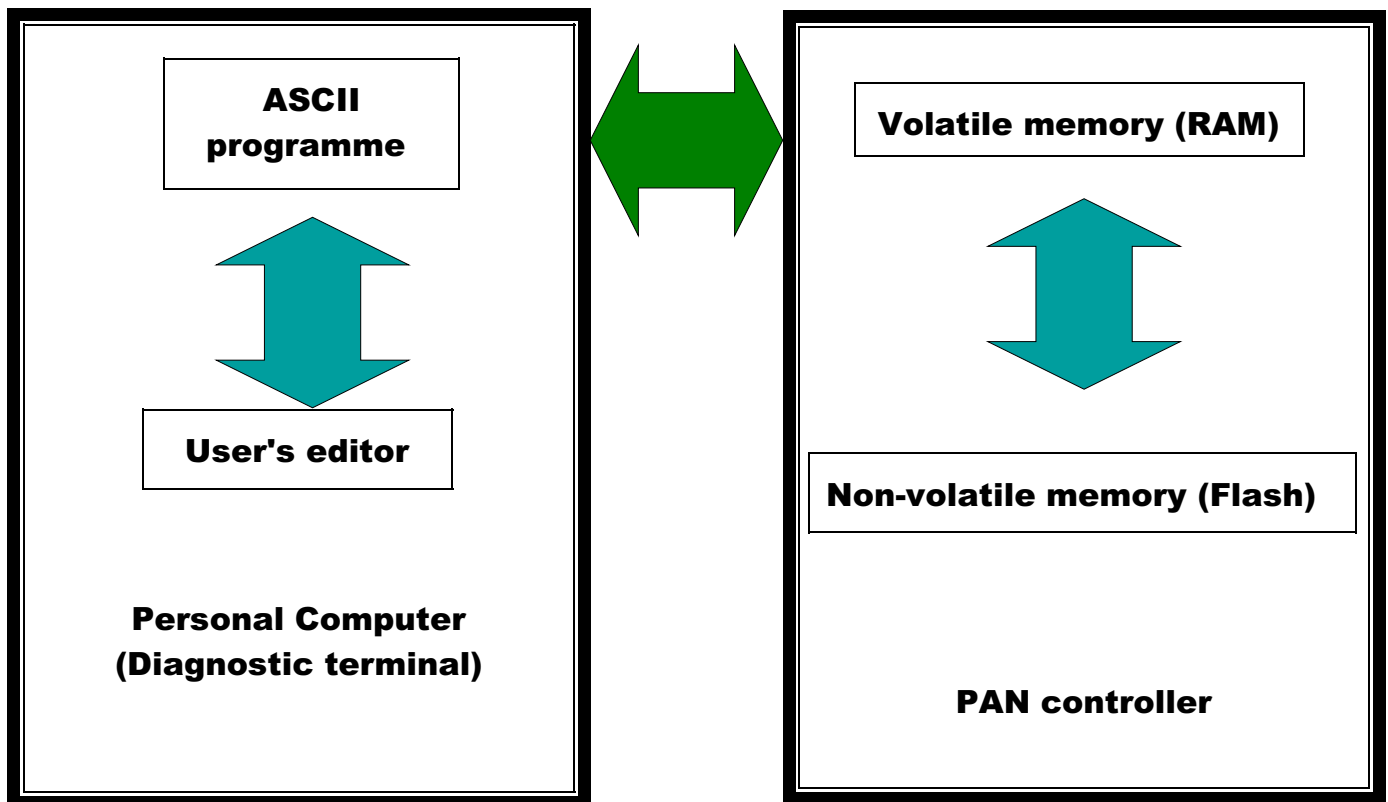 ASCII
programme
User's editor
Personal Computer
(Diagnostic terminal)
Volatile memory (RAM)
Non-volatile memory (Flash)
PAN controller